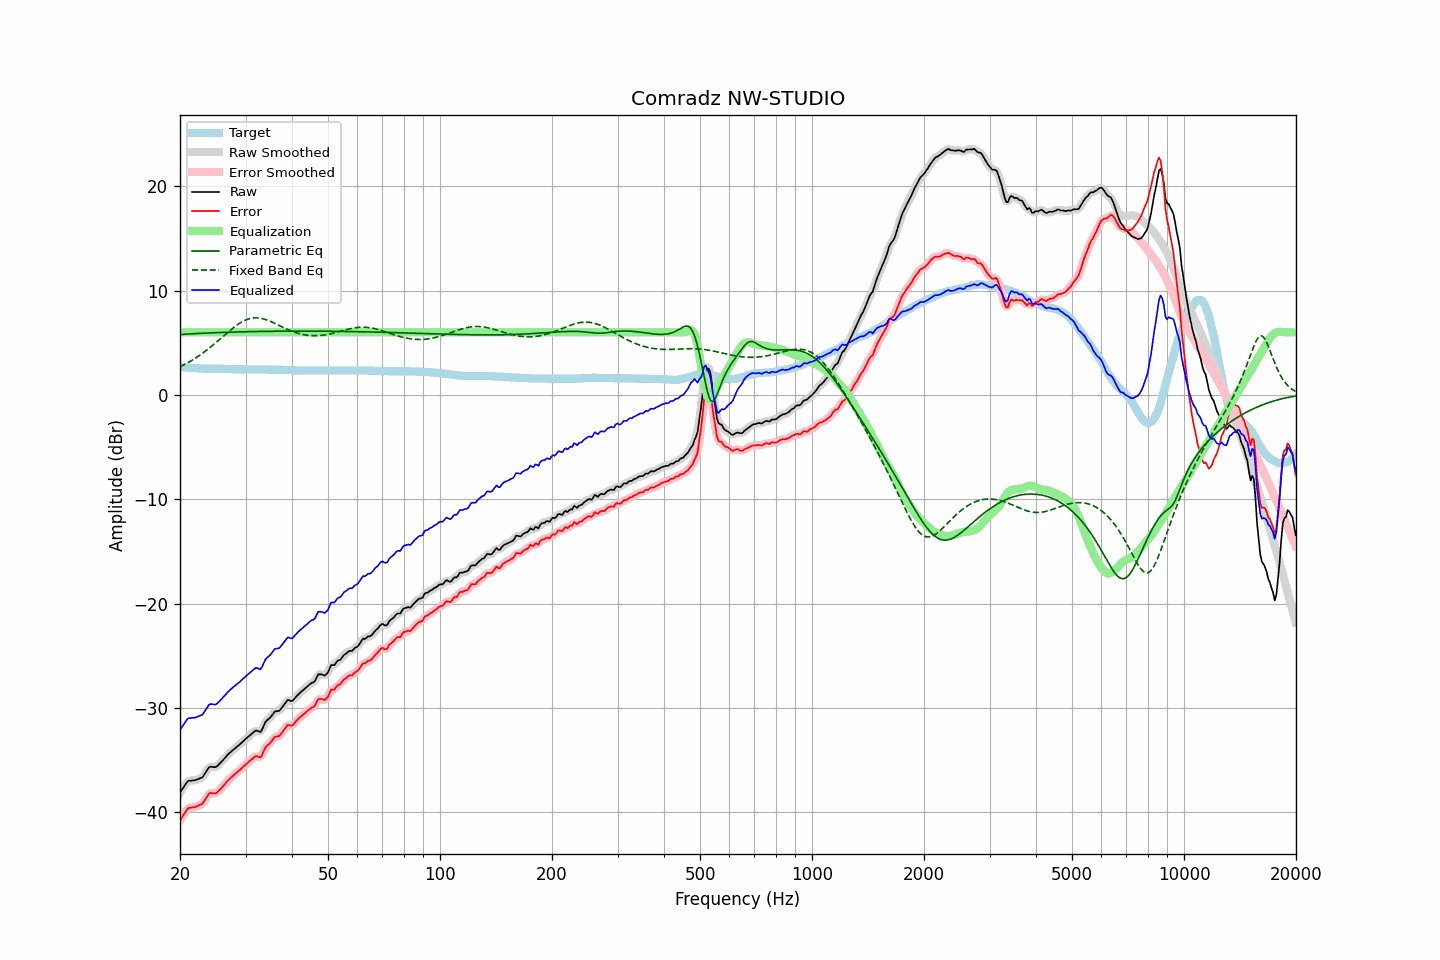 Comradz NW-STUDIO
Target
Raw Smoothed
Error Smoothed
Raw
Error
Equalization
Parametric Eq
Fixed Band Eq
Equalized
20
10
0
−10
−20
−30
−40
Amplitude (dBr)
20
50
100
200
500
1000
2000
5000
10000
20000
Frequency (Hz)